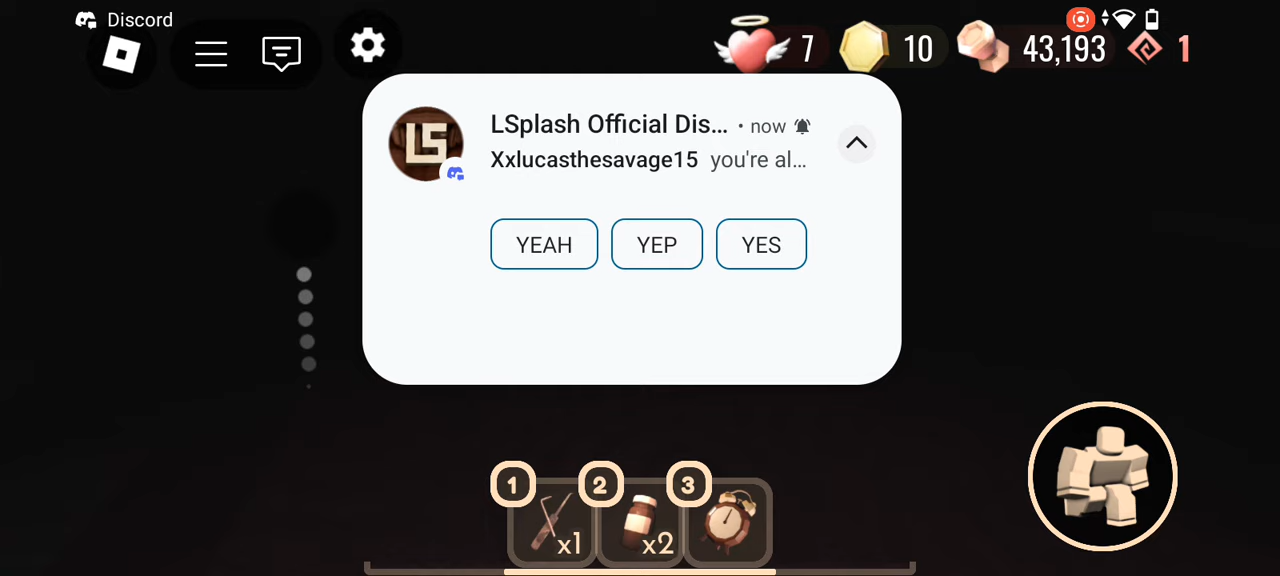 Discord
7
10
43,193
1
LSplash Official Dis... • now
Xxlucasthesavage15 you're al...
YEAH
YEP
YES
1
2
3
x1
x2